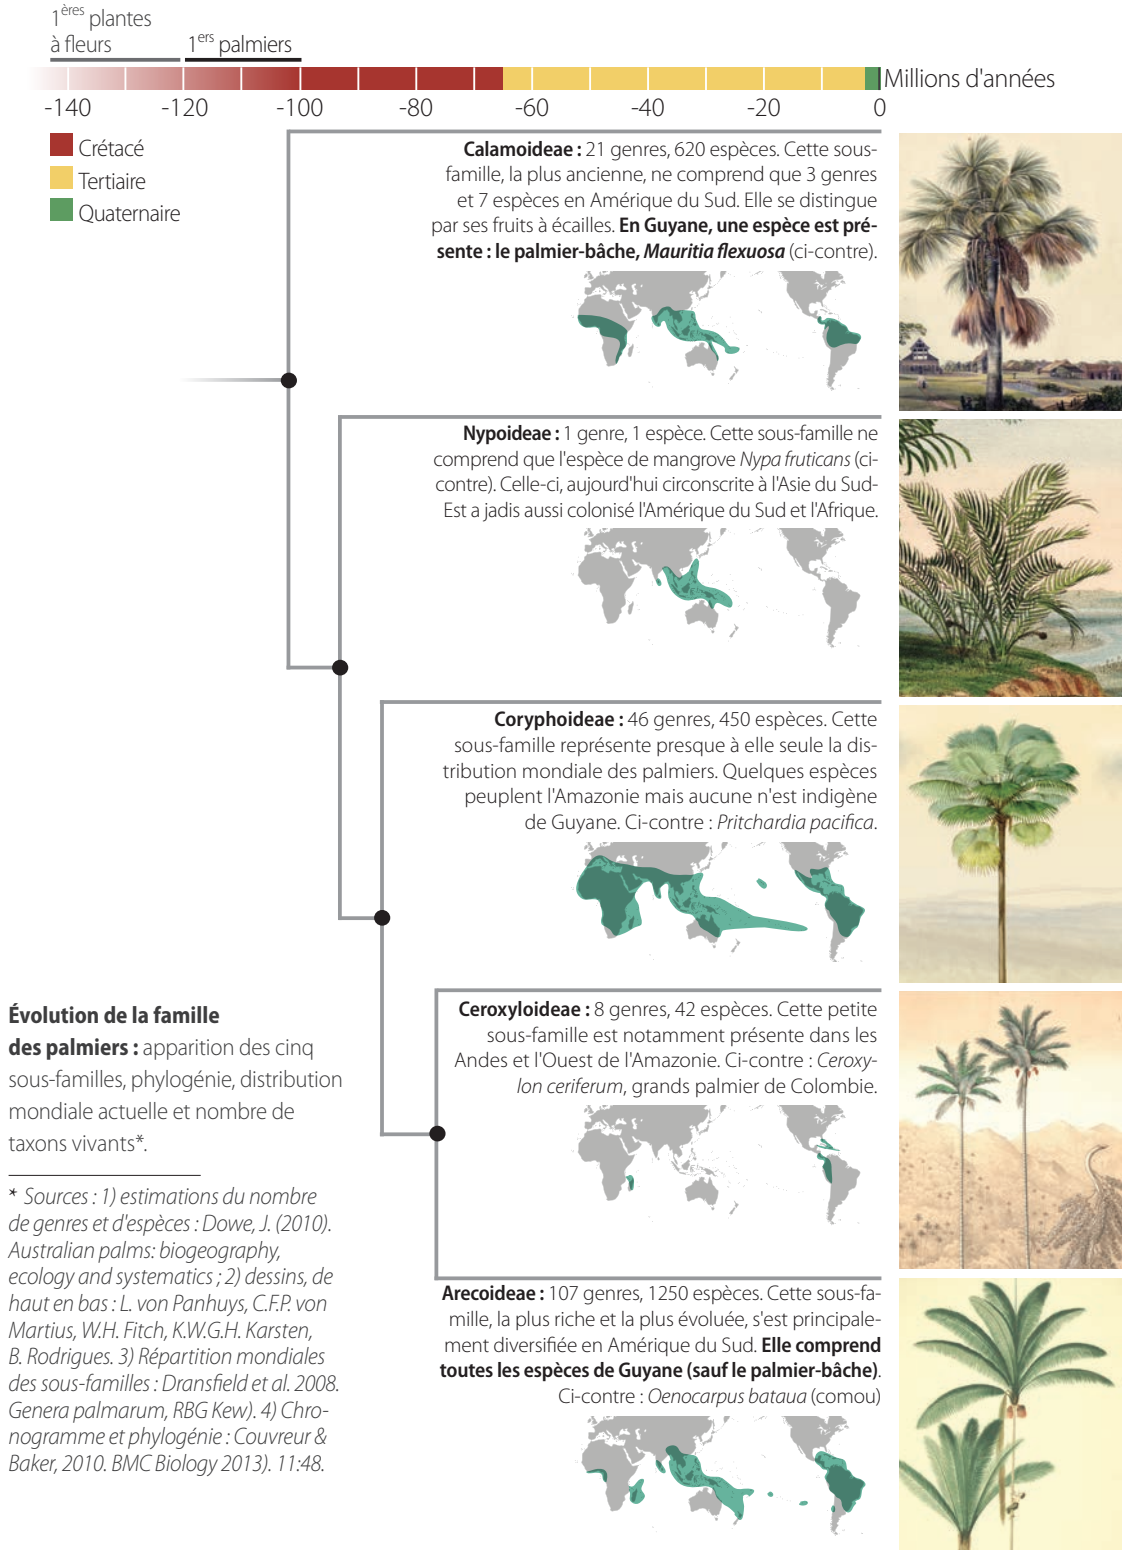 1ères plantes
à fleurs
1ers palmiers
Millions d'années
-140 -120 -100 -80 -60 -40 -20 0
Crétacé
Tertiaire
Quaternaire
Calamoideae : 21 genres, 620 espèces. Cette sous-
famille, la plus ancienne, ne comprend que 3 genres
et 7 espèces en Amérique du Sud. Elle se distingue
par ses fruits à écailles. En Guyane, une espèce est pré-
sente : le palmier-bâche, Mauritia flexuosa (ci-contre).
Nypoideae : 1 genre, 1 espèce. Cette sous-famille ne
comprend que l'espèce de mangrove Nypa fruticans (ci-
contre). Celle-ci, aujourd'hui circonscrite à l'Asie du Sud-
Est a jadis aussi colonisé l'Amérique du Sud et l'Afrique.
Coryphoideae : 46 genres, 450 espèces. Cette
sous-famille représente presque à elle seule la dis-
tribution mondiale des palmiers. Quelques espèces
peuplent l'Amazonie mais aucune n'est indigène
de Guyane. Ci-contre : Pritchardia pacifica.
Ceroxyloideae : 8 genres, 42 espèces. Cette petite
sous-famille est notamment présente dans les
Andes et l'Ouest de l'Amazonie. Ci-contre : Ceroxy-
lon ceriferum, grands palmier de Colombie.
Arecoideae : 107 genres, 1250 espèces. Cette sous-fa-
mille, la plus riche et la plus évoluée, s'est principale-
ment diversifiée en Amérique du Sud. Elle comprend
toutes les espèces de Guyane (sauf le palmier-bâche).
Ci-contre : Oenocarpus bataua (comou)
Évolution de la famille
des palmiers : apparition des cinq
sous-familles, phylogénie, distribution
mondiale actuelle et nombre de
taxons vivants*.
* Sources : 1) estimations du nombre
de genres et d'espèces : Dowe, J. (2010).
Australian palms: biogeography,
ecology and systematics ; 2) dessins, de
haut en bas : L. von Panhuys, C.F.P. von
Martius, W.H. Fitch, K.W.G.H. Karsten,
B. Rodrigues. 3) Répartition mondiales
des sous-familles : Dransfield et al. 2008.
Genera palmarum, RBG Kew). 4) Chro-
nogramme et phylogénie : Couvreur &
Baker, 2010. BMC Biology 2013). 11:48.